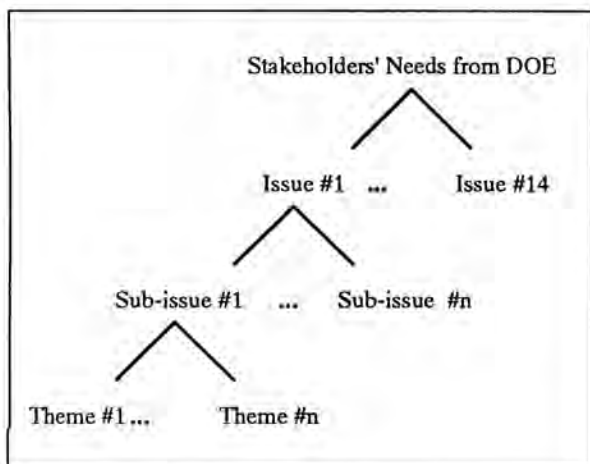 Stakeholders' Needs from DOE
Issue #1 ... Issue #14
Sub-issue #1 ... Sub-issue #n
Theme #1 ... Theme #n